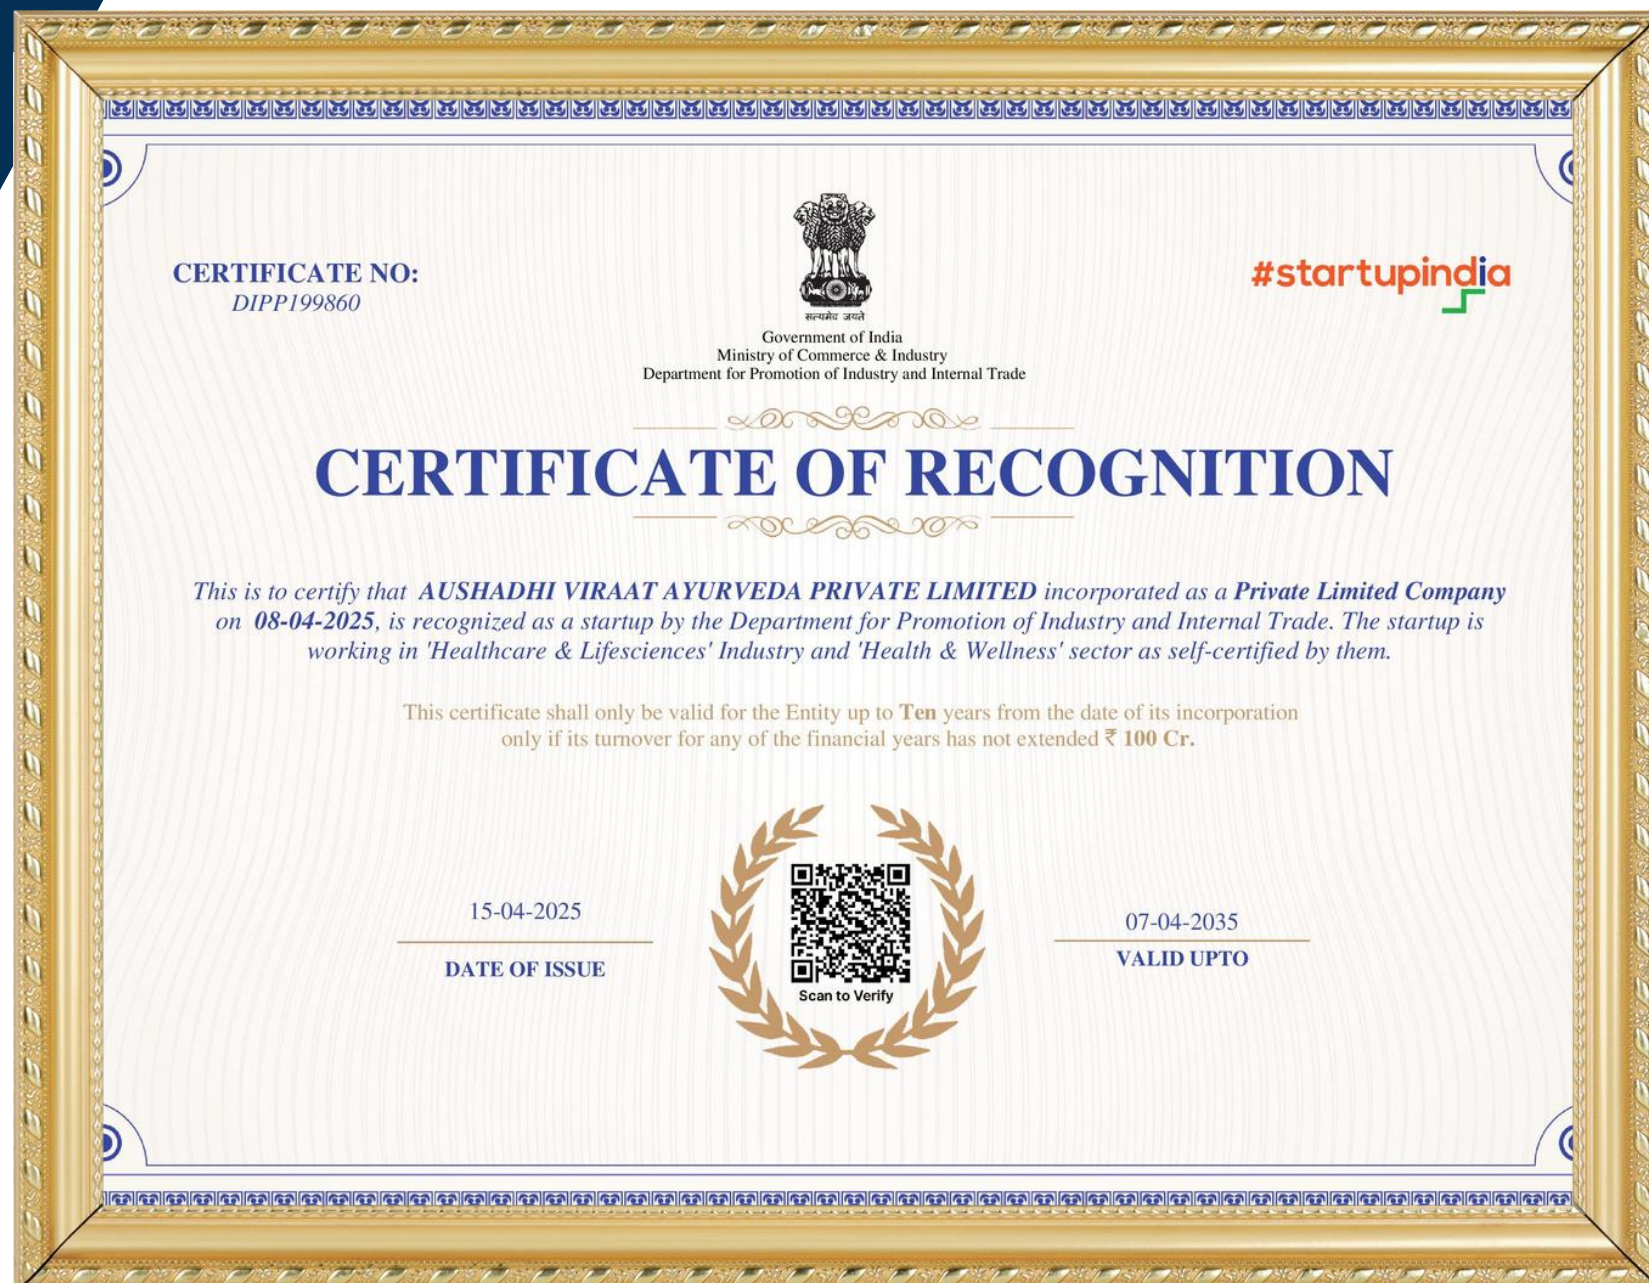 CERTIFICATE NO:
DIPP199860
सत्यमेव जयते
#startupindia
Government of India
Ministry of Commerce & Industry
Department for Promotion of Industry and Internal Trade
CERTIFICATE OF RECOGNITION
This is to certify that AUSHADHI VIRAAT AYURVEDA PRIVATE LIMITED incorporated as a Private Limited Company
on 08-04-2025, is recognized as a startup by the Department for Promotion of Industry and Internal Trade. The startup is
working in 'Healthcare & Lifesciences' Industry and 'Health & Wellness' sector as self-certified by them.
This certificate shall only be valid for the Entity up to Ten years from the date of its incorporation
only if its turnover for any of the financial years has not extended ₹ 100 Cr.
15-04-2025
DATE OF ISSUE
Scan to Verify
07-04-2035
VALID UPTO